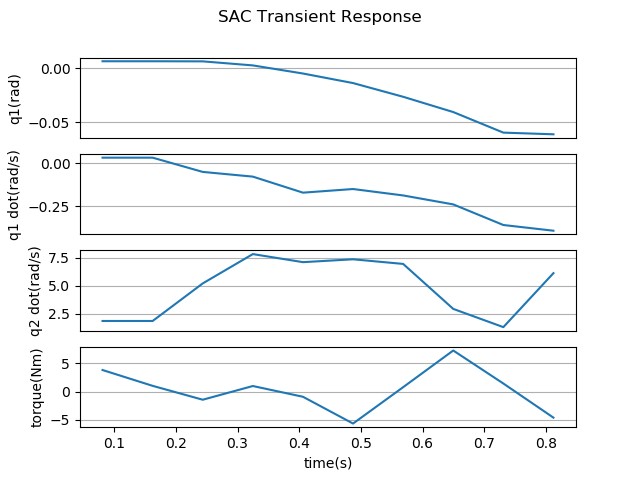 SAC Transient Response
q1(rad)
0.00
−0.05
q1 dot(rad/s)
0.00
−0.25
q2 dot(rad/s)
7.5
5.0
2.5
torque(Nm)
5
0
−5
0.1 0.2 0.3 0.4 0.5 0.6 0.7 0.8
time(s)